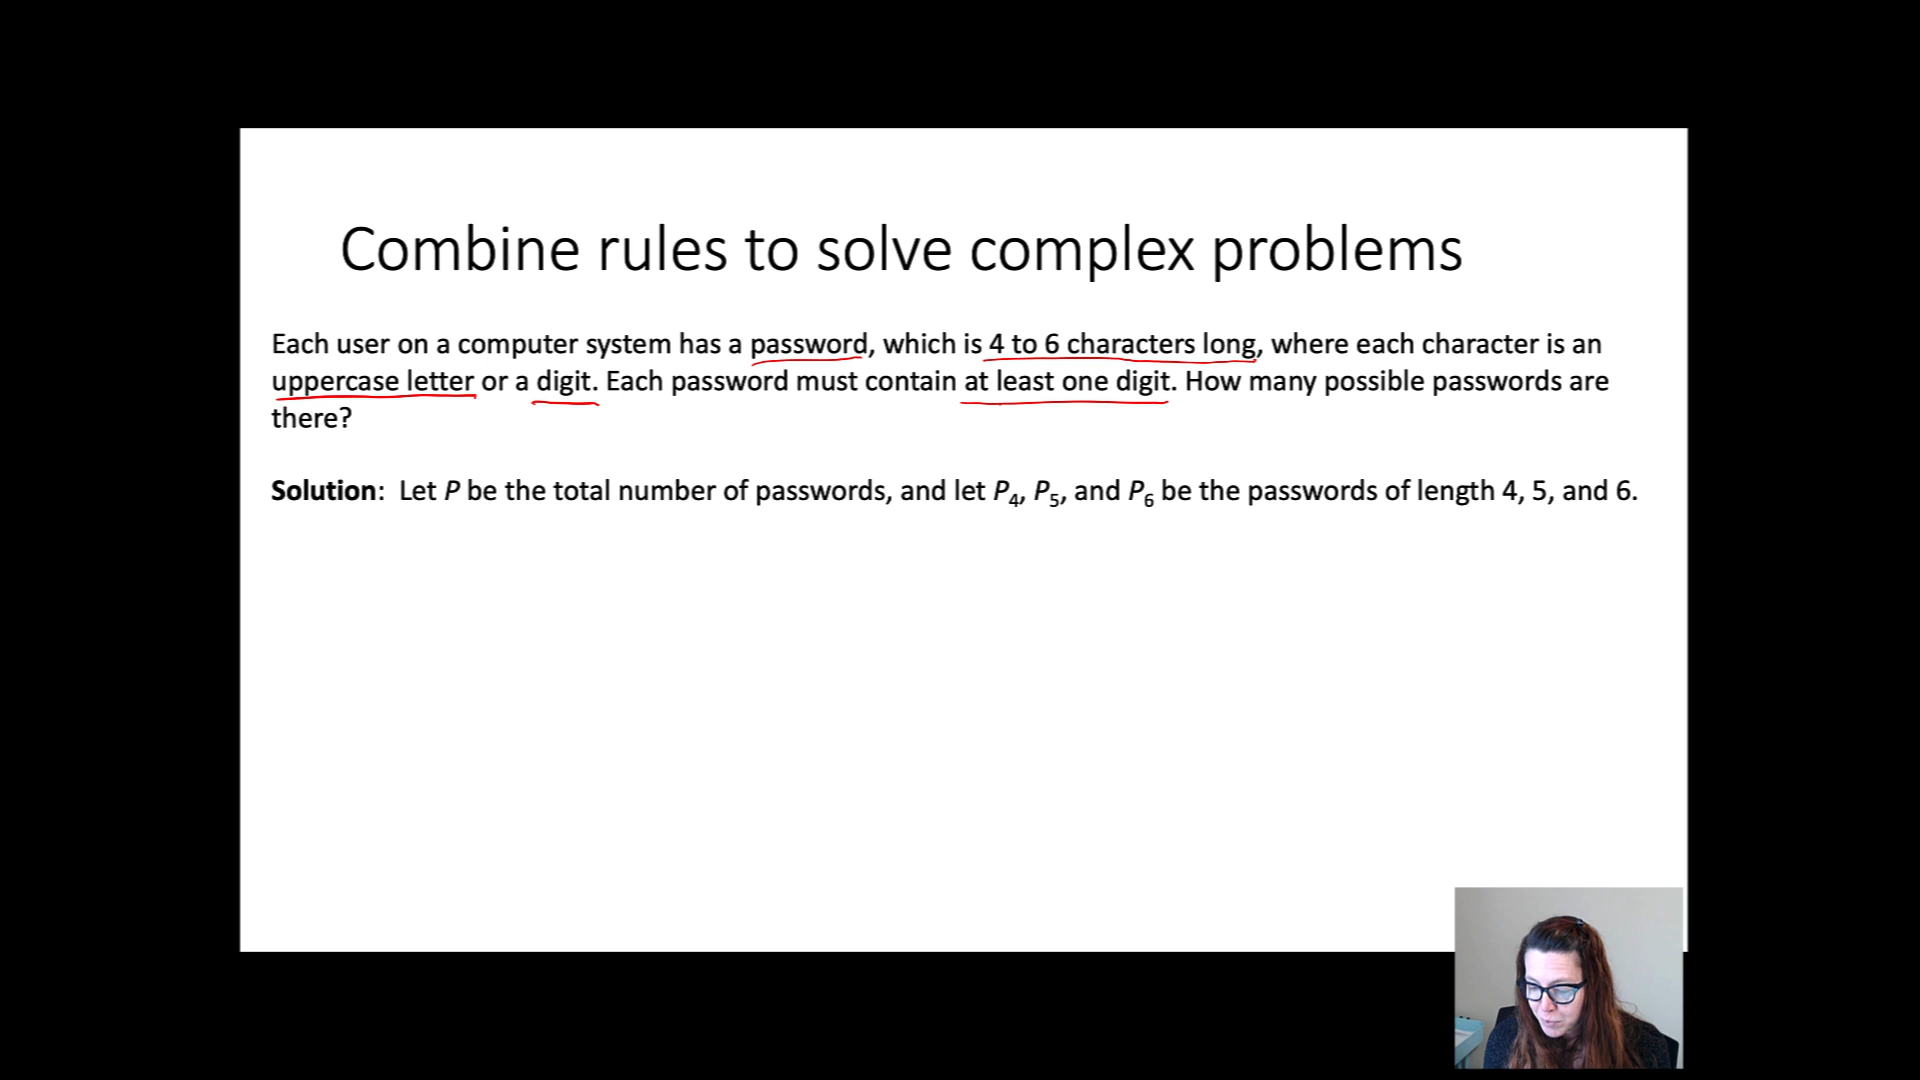 Combine rules to solve complex problems
Each user on a computer system has a password, which is 4 to 6 characters long, where each character is an
uppercase letter or a digit. Each password must contain at least one digit. How many possible passwords are
there?
Solution: Let P be the total number of passwords, and let P4, P5, and P6 be the passwords of length 4, 5, and 6.